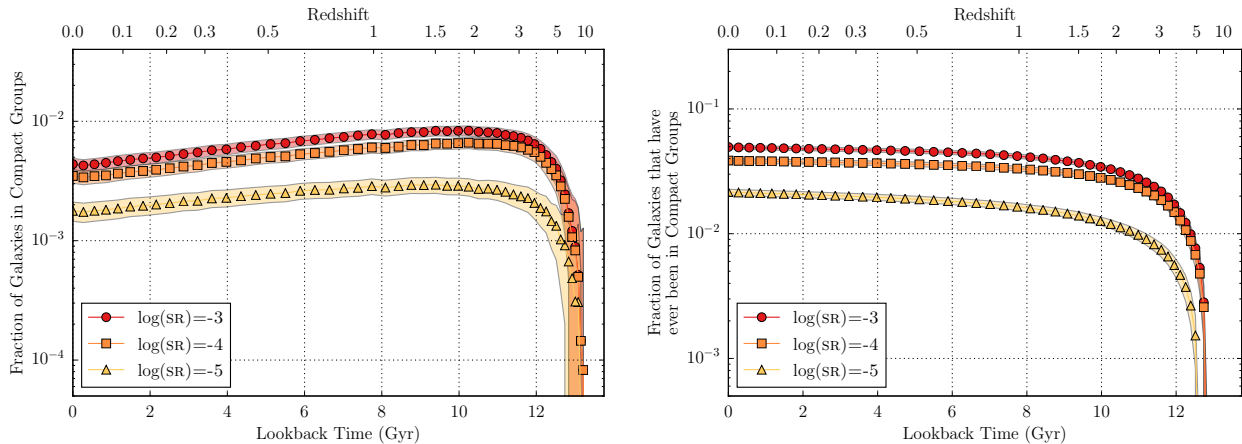 Redshift
0.0 0.1 0.2 0.3 0.5 1 1.5 2 3 5 10
Fraction of Galaxies in Compact Groups
10⁻²
10⁻³
10⁻⁴
log(SR)=-3
log(SR)=-4
log(SR)=-5
0 2 4 6 8 10 12
Lookback Time (Gyr)
Redshift
0.0 0.1 0.2 0.3 0.5 1 1.5 2 3 5 10
Fraction of Galaxies that have
ever been in Compact Groups
10⁻¹
10⁻²
10⁻³
log(SR)=-3
log(SR)=-4
log(SR)=-5
0 2 4 6 8 10 12
Lookback Time (Gyr)